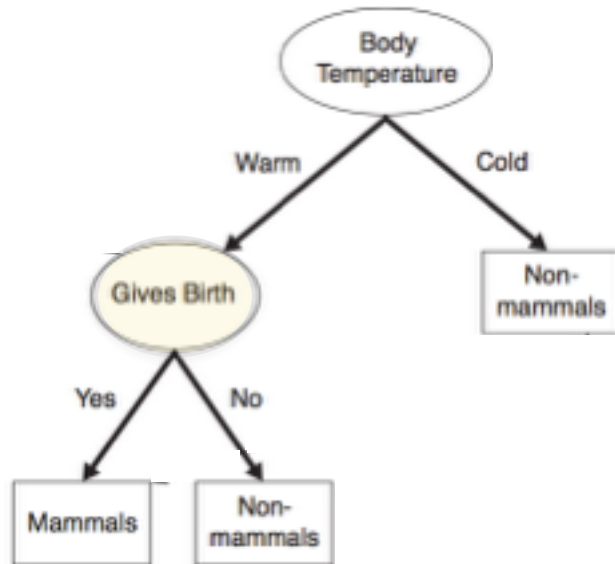 Body
Temperature
Warm
Cold
Gives Birth
Non-
mammals
Yes
No
Mammals
Non-
mammals